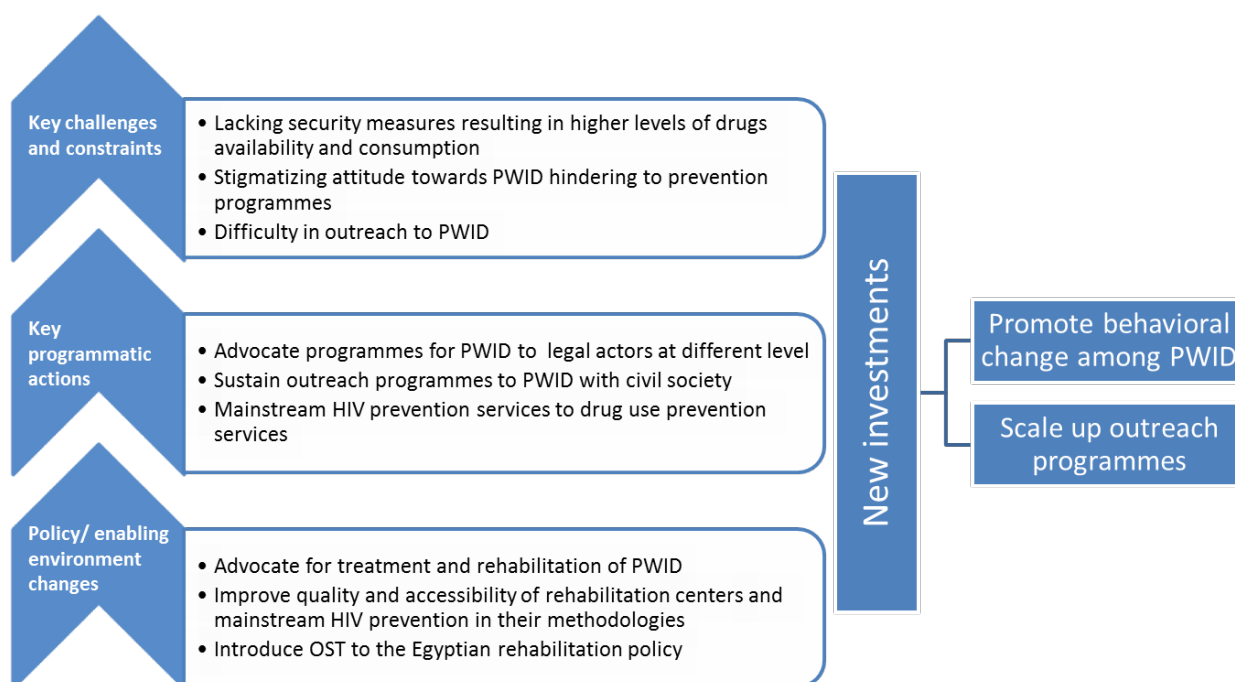 Key challenges
and constraints
• Lacking security measures resulting in higher levels of drugs
availability and consumption
• Stigmatizing attitude towards PWID hindering to prevention
programmes
• Difficulty in outreach to PWID
Key
programmatic
actions
• Advocate programmes for PWID to legal actors at different level
• Sustain outreach programmes to PWID with civil society
• Mainstream HIV prevention services to drug use prevention
services
Policy/ enabling
environment
changes
• Advocate for treatment and rehabilitation of PWID
• Improve quality and accessibility of rehabilitation centers and
mainstream HIV prevention in their methodologies
• Introduce OST to the Egyptian rehabilitation policy
New investments
Promote behavioral
change among PWID
Scale up outreach
programmes